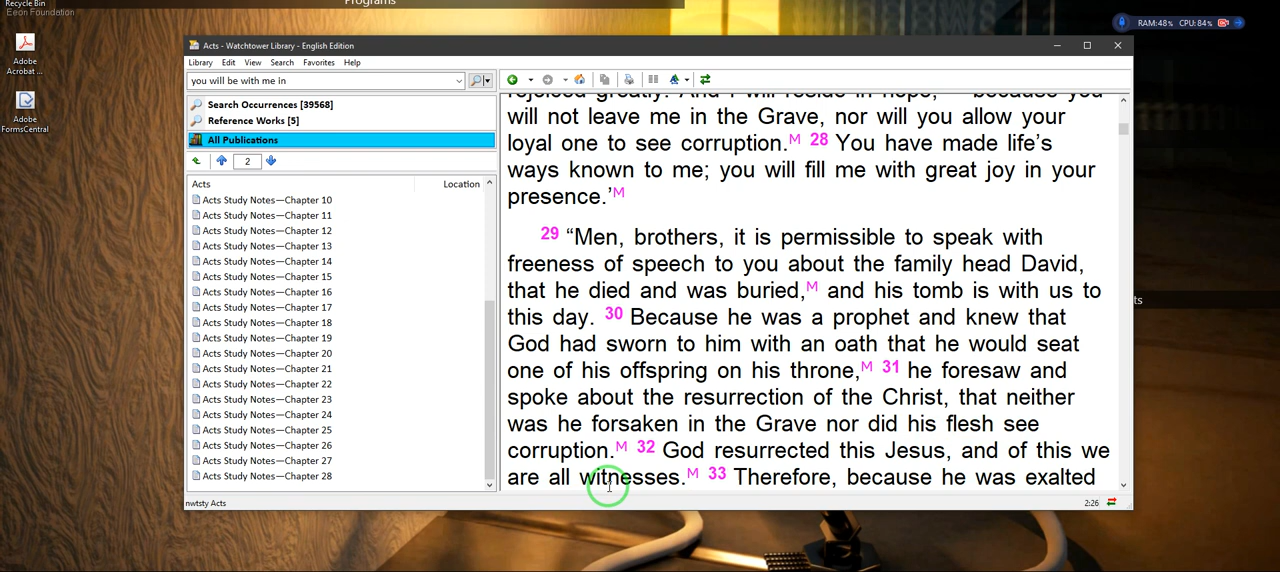 Programs
Recycle Bin
Eeon Foundation
RAM:48% CPU:84%
Adobe
Acrobat ...
Adobe
FormsCentral
Acts - Watchtower Library - English Edition
Library Edit View Search Favorites Help
you will be with me in
Search Occurrences [39568]
Reference Works [5]
All Publications
2
Acts Location
Acts Study Notes—Chapter 10
Acts Study Notes—Chapter 11
Acts Study Notes—Chapter 12
Acts Study Notes—Chapter 13
Acts Study Notes—Chapter 14
Acts Study Notes—Chapter 15
Acts Study Notes—Chapter 16
Acts Study Notes—Chapter 17
Acts Study Notes—Chapter 18
Acts Study Notes—Chapter 19
Acts Study Notes—Chapter 20
Acts Study Notes—Chapter 21
Acts Study Notes—Chapter 22
Acts Study Notes—Chapter 23
Acts Study Notes—Chapter 24
Acts Study Notes—Chapter 25
Acts Study Notes—Chapter 26
Acts Study Notes—Chapter 27
Acts Study Notes—Chapter 28
rejoiced greatly. And I will reside in hope; because you
will not leave me in the Grave, nor will you allow your
loyal one to see corruption.M 28 You have made life’s
ways known to me; you will fill me with great joy in your
presence.’M
29 “Men, brothers, it is permissible to speak with
freeness of speech to you about the family head David,
that he died and was buried,M and his tomb is with us to
this day. 30 Because he was a prophet and knew that
God had sworn to him with an oath that he would seat
one of his offspring on his throne,M 31 he foresaw and
spoke about the resurrection of the Christ, that neither
was he forsaken in the Grave nor did his flesh see
corruption.M 32 God resurrected this Jesus, and of this we
are all witnesses.M 33 Therefore, because he was exalted
nwtsty Acts
2:26
ts